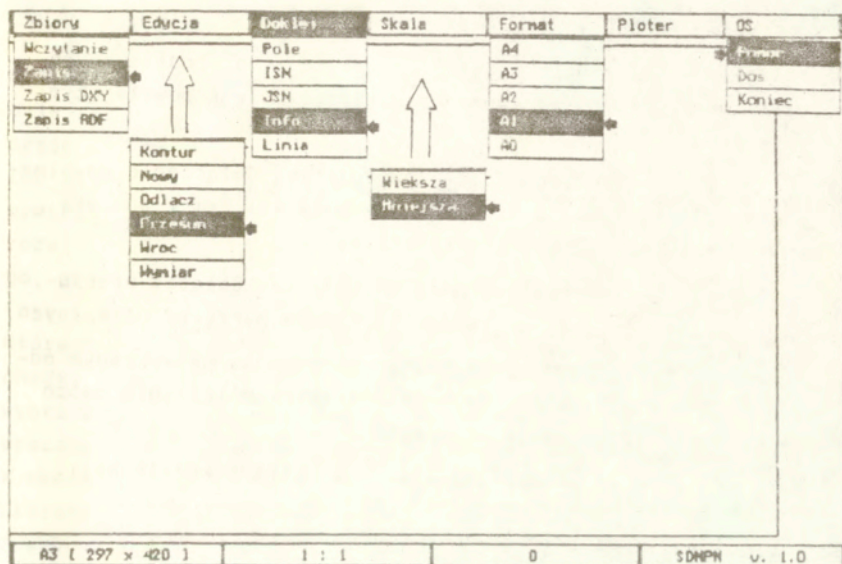 Zbiory Edycja Doklej Skala Format Ploter OS
Wczytanie
Zapis
Zapis DXY
Zapis ADF
Kontur
Nowy
Odlacz
Przesun
Wroc
Wymiar
Pole
ISN
JSN
Info
Linia
Wieksza
Mniejsza
A4
A3
A2
A1
A0
Dos
Koniec
A3 [ 297 x 420 ] 1 : 1 0 SDNPN v. 1.0